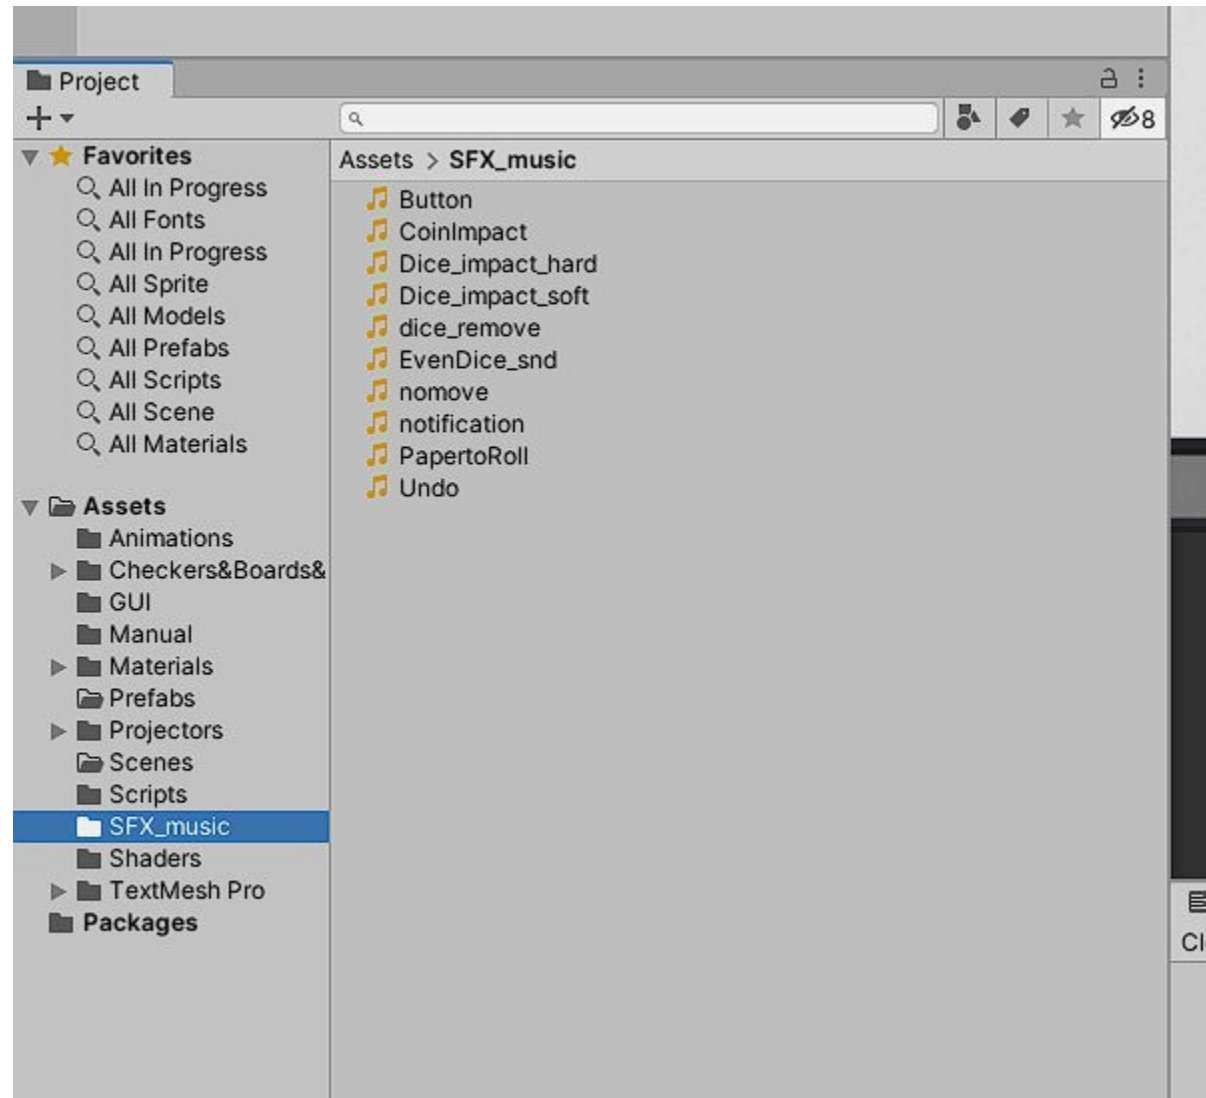 Project
8
Favorites
All In Progress
All Fonts
All In Progress
All Sprite
All Models
All Prefabs
All Scripts
All Scene
All Materials
Assets
Animations
Checkers&Boards&
GUI
Manual
Materials
Prefabs
Projectors
Scenes
Scripts
SFX_music
Shaders
TextMesh Pro
Packages
Assets > SFX_music
Button
CoinImpact
Dice_impact_hard
Dice_impact_soft
dice_remove
EvenDice_snd
nomove
notification
PapertoRoll
Undo